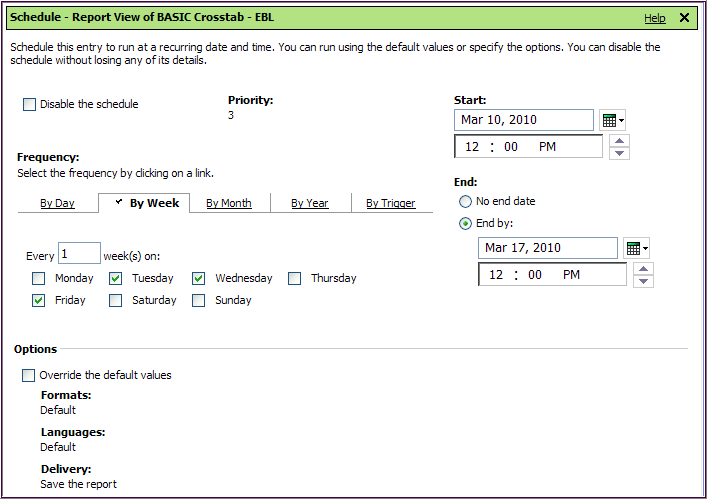 Schedule - Report View of BASIC Crosstab - EBL
Help
Schedule this entry to run at a recurring date and time. You can run using the default values or specify the options. You can disable the
schedule without losing any of its details.
Disable the schedule
Priority:
3
Start:
Mar 10, 2010
12 : 00 PM
Frequency:
Select the frequency by clicking on a link.
By Day By Week By Month By Year By Trigger
End:
No end date
End by:
Mar 17, 2010
12 : 00 PM
Every 1 week(s) on:
Monday Tuesday Wednesday Thursday
Friday Saturday Sunday
Options
Override the default values
Formats:
Default
Languages:
Default
Delivery:
Save the report